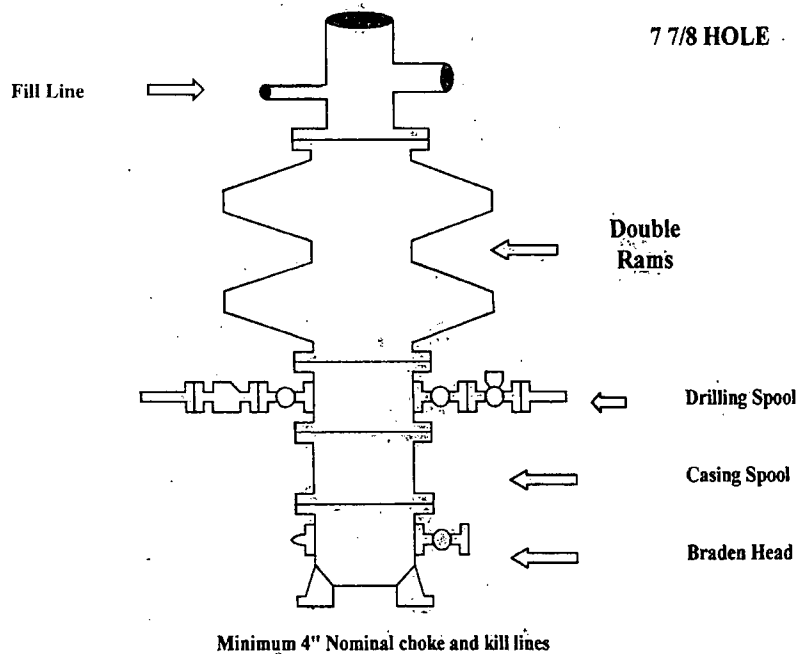 7 7/8 HOLE
Fill Line
Double
Rams
Drilling Spool
Casing Spool
Braden Head
Minimum 4" Nominal choke and kill lines